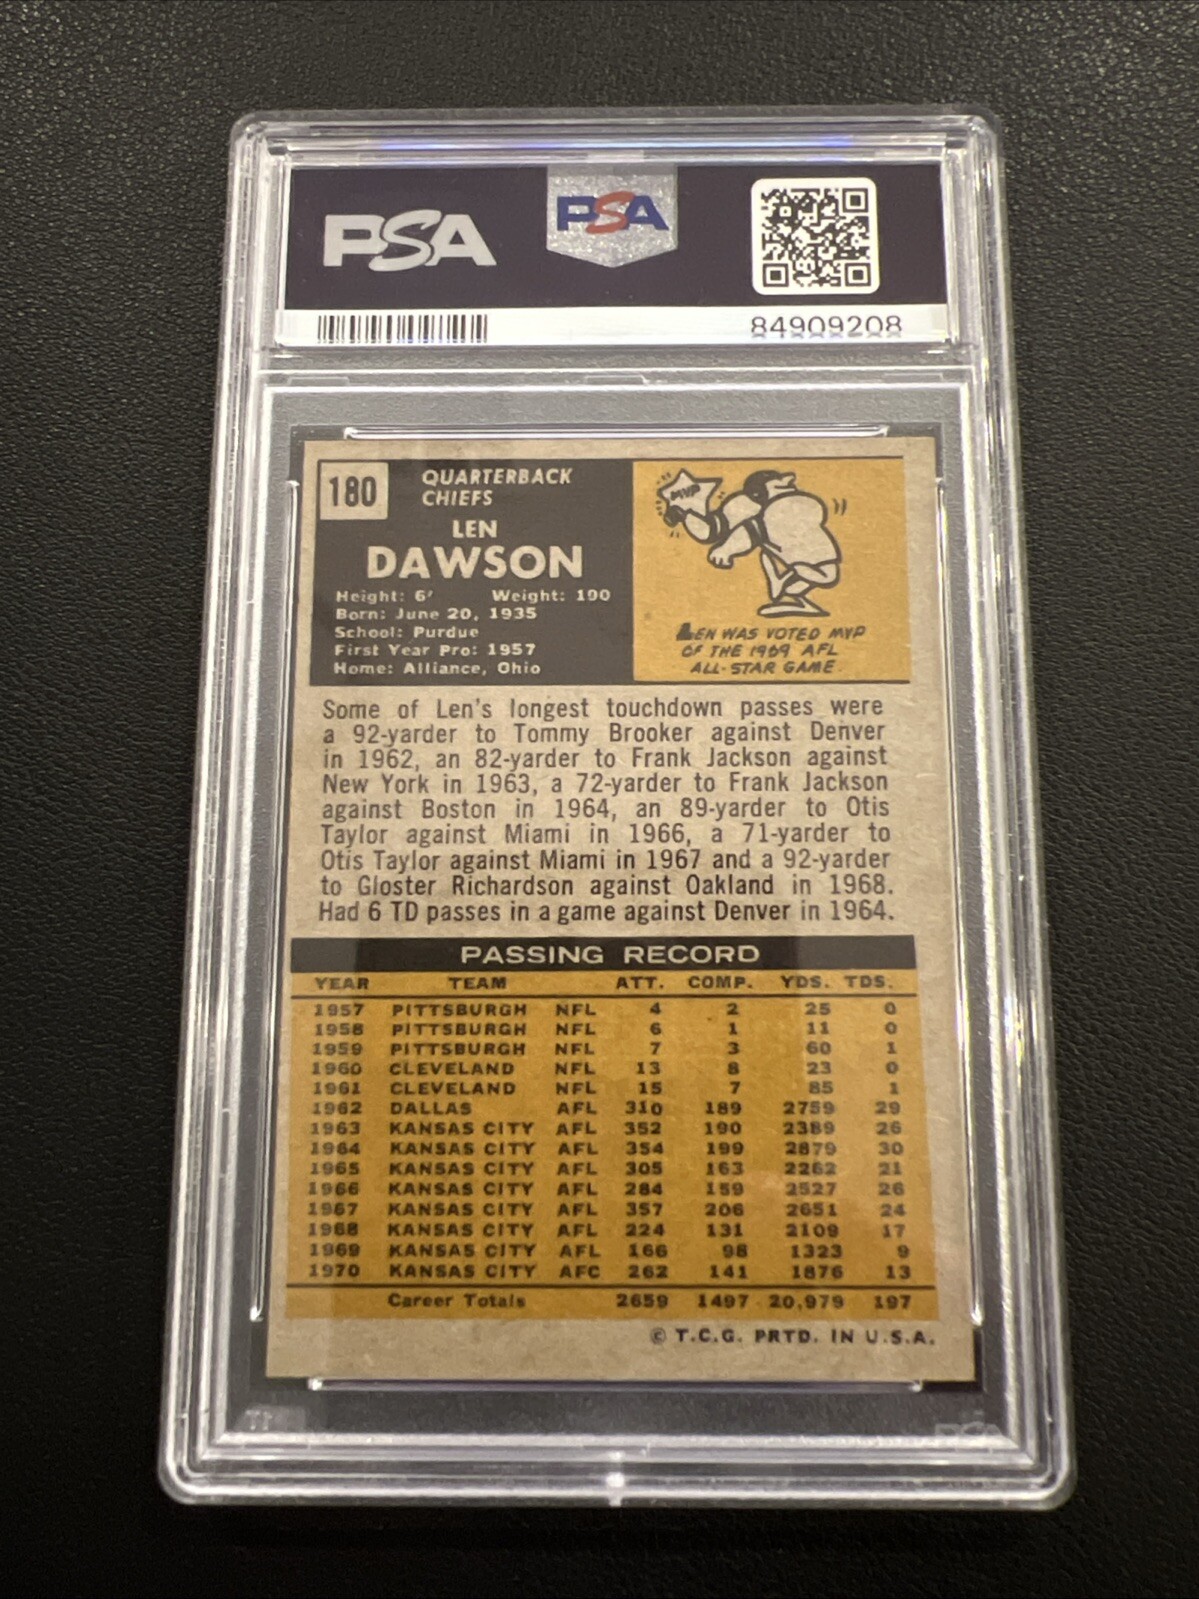 PSA
PSA
84909208
180
QUARTERBACK
CHIEFS
LEN
DAWSON
Height: 6' Weight: 190
Born: June 20, 1935
School: Purdue
First Year Pro: 1957
Home: Alliance, Ohio
MVP
LEN WAS VOTED MVP
OF THE 1969 AFL
ALL-STAR GAME.
Some of Len's longest touchdown passes were
a 92-yarder to Tommy Brooker against Denver
in 1962, an 82-yarder to Frank Jackson against
New York in 1963, a 72-yarder to Frank Jackson
against Boston in 1964, an 89-yarder to Otis
Taylor against Miami in 1966, a 71-yarder to
Otis Taylor against Miami in 1967 and a 92-yarder
to Gloster Richardson against Oakland in 1968.
Had 6 TD passes in a game against Denver in 1964.
PASSING RECORD
YEAR TEAM ATT. COMP. YDS. TDS.
1957 PITTSBURGH NFL 4 2 25 0
1958 PITTSBURGH NFL 6 1 11 0
1959 PITTSBURGH NFL 7 3 60 1
1960 CLEVELAND NFL 13 8 23 0
1961 CLEVELAND NFL 15 7 85 1
1962 DALLAS AFL 310 189 2759 29
1963 KANSAS CITY AFL 352 190 2389 26
1964 KANSAS CITY AFL 354 199 2879 30
1965 KANSAS CITY AFL 305 163 2262 21
1966 KANSAS CITY AFL 284 159 2527 26
1967 KANSAS CITY AFL 357 206 2651 24
1968 KANSAS CITY AFL 224 131 2109 17
1969 KANSAS CITY AFL 166 98 1323 9
1970 KANSAS CITY AFC 262 141 1876 13
Career Totals 2659 1497 20,979 197
© T.C.G. PRTD. IN U.S.A.
PSA